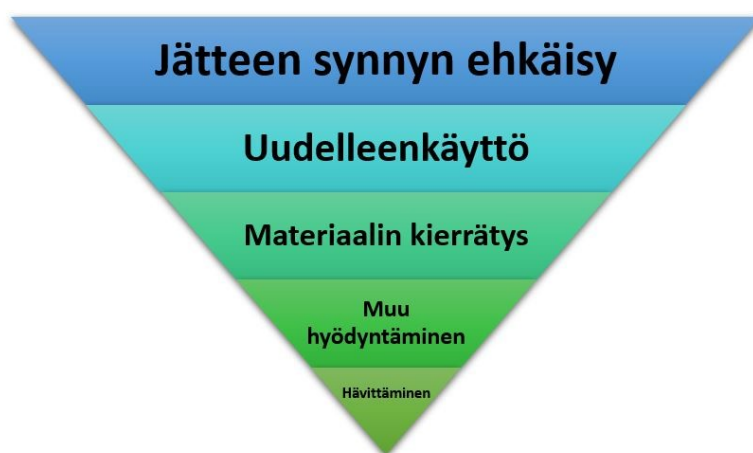 Jätteen synnyn ehkäisy
Uudelleenkäyttö
Materiaalin kierrätys
Muu
hyödyntäminen
Hävittäminen